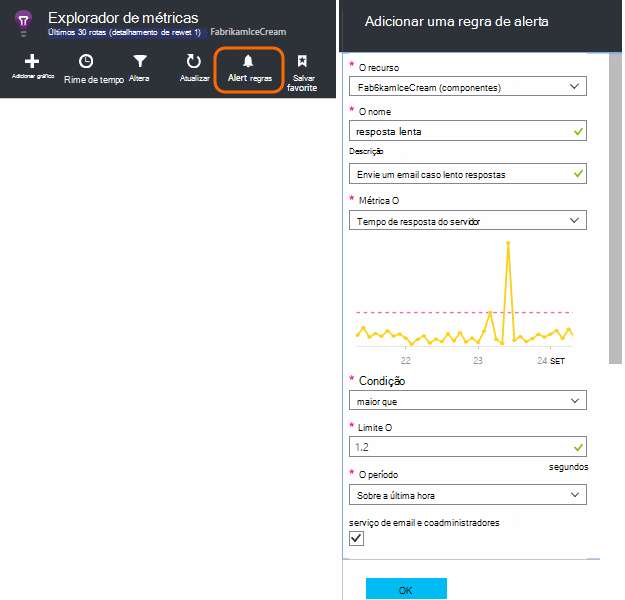 Explorador de métricas
Últimos 30 rotas (detalhamento de rewet 1) FabrikamIceCream
Adicionar gráfico
Rime de tempo
Altera
Atualizar
Alert regras
Salvar
favorite
Adicionar uma regra de alerta
* O recurso
Fab6kamIceCream (componentes)
* O nome
resposta lenta
Descrição
Envie um email caso lento respostas
* Métrica O
Tempo de resposta do servidor
22 23 24 SET
* Condição
maior que
* Limite O
1.2
segundos
* O período
Sobre a última hora
serviço de email e coadministradores
OK